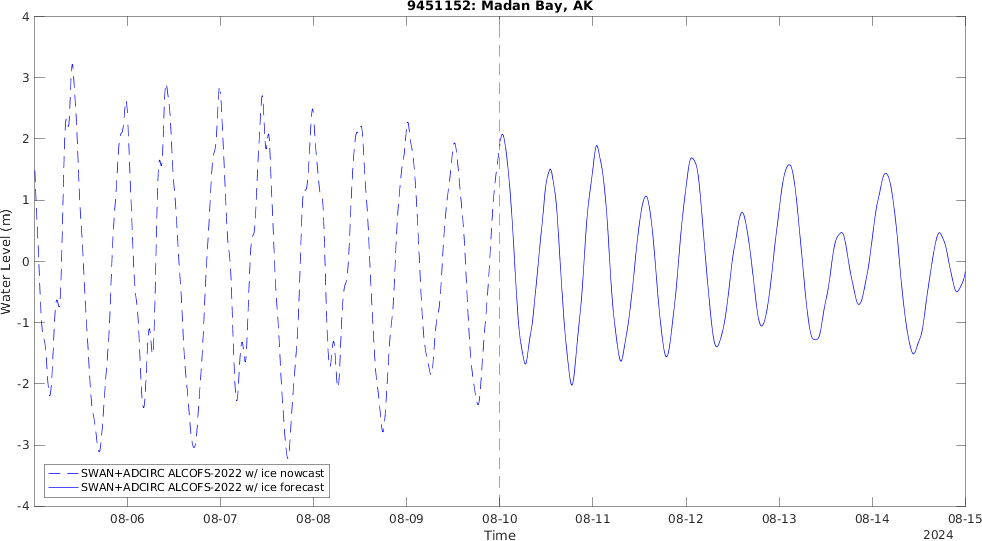 9451152: Madan Bay, AK
4
3
2
1
0
-1
-2
-3
-4
Water Level (m)
SWAN+ADCIRC ALCOFS-2022 w/ ice nowcast
SWAN+ADCIRC ALCOFS-2022 w/ ice forecast
08-06 08-07 08-08 08-09 08-10 08-11 08-12 08-13 08-14 08-15
Time
2024